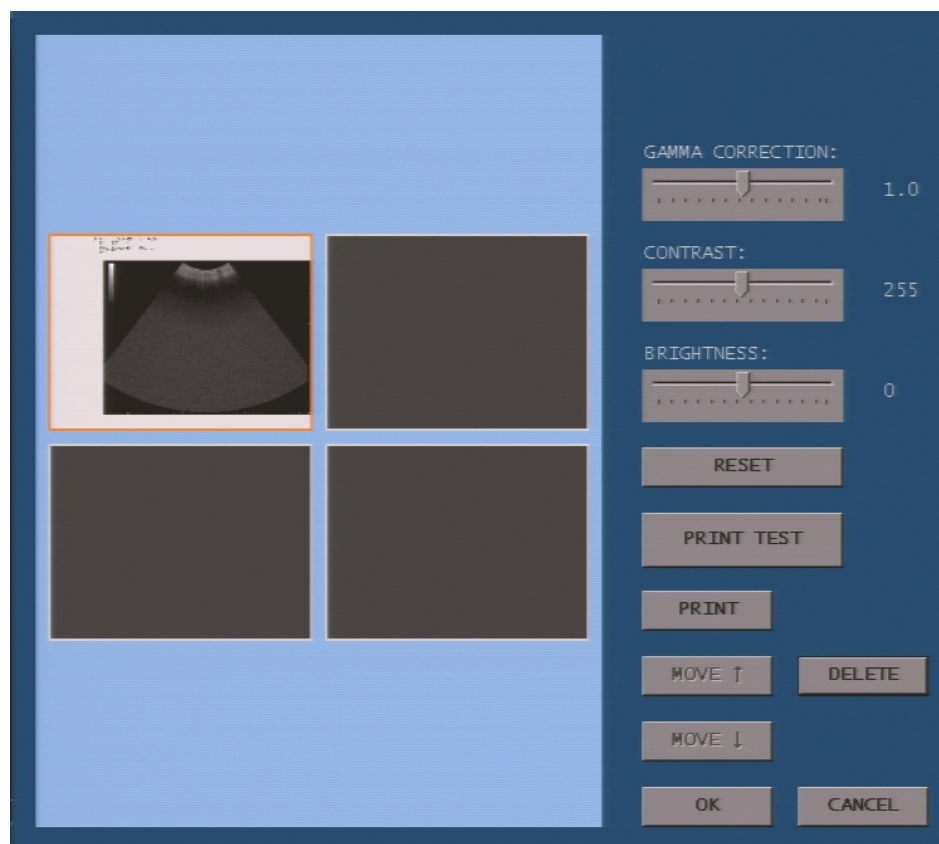 GAMMA CORRECTION:
1.0
CONTRAST:
255
BRIGHTNESS:
0
RESET
PRINT TEST
PRINT
MOVE ↑
DELETE
MOVE ↓
OK
CANCEL